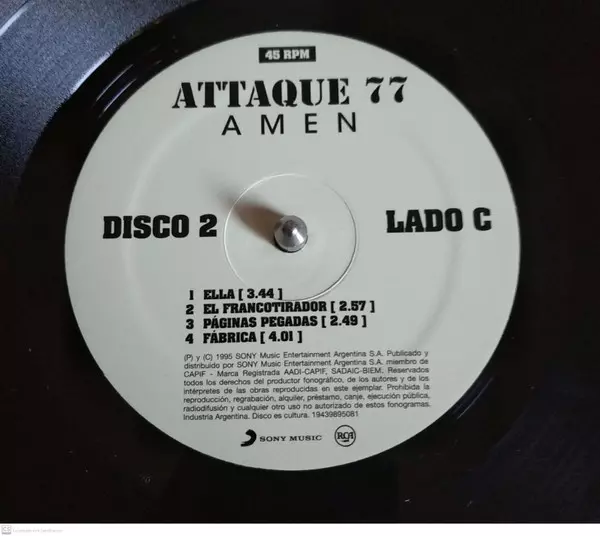 45 RPM
ATTAQUE 77
AMEN
DISCO 2
LADO C
1 ELLA [ 3.44 ]
2 EL FRANCOTIRADOR [ 2.57 ]
3 PÁGINAS PEGADAS [ 2.49 ]
4 FÁBRICA [ 4.01 ]
(P) y (C) 1995 SONY Music Entertainment Argentina S.A. Publicado y
distribuido por SONY Music Entertainment Argentina S.A. miembro de
CAPIF - Marca Registrada AADI-CAPIF, SADAIC-BIEM. Reservados
todos los derechos del productor fonográfico, de los autores y de los
intérpretes de las obras reproducidas en este ejemplar. Prohibida la
reproducción, regrabación, alquiler, préstamo, canje, ejecución pública,
radiodifusión y cualquier otro uso no autorizado de estos fonogramas.
Industria Argentina. Disco es cultura. 19439895081
SONY MUSIC
RCA